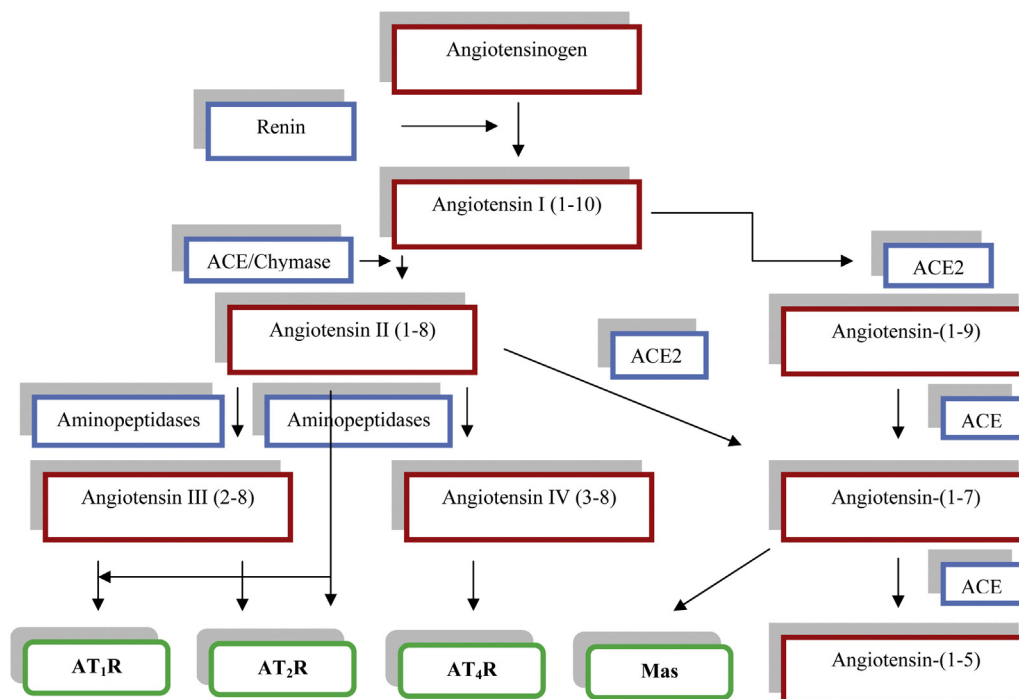 Angiotensinogen
Renin
Angiotensin I (1-10)
ACE/Chymase
ACE2
Angiotensin II (1-8)
ACE2
Angiotensin-(1-9)
Aminopeptidases
Aminopeptidases
ACE
Angiotensin III (2-8)
Angiotensin IV (3-8)
Angiotensin-(1-7)
ACE
AT₁R
AT₂R
AT₄R
Mas
Angiotensin-(1-5)